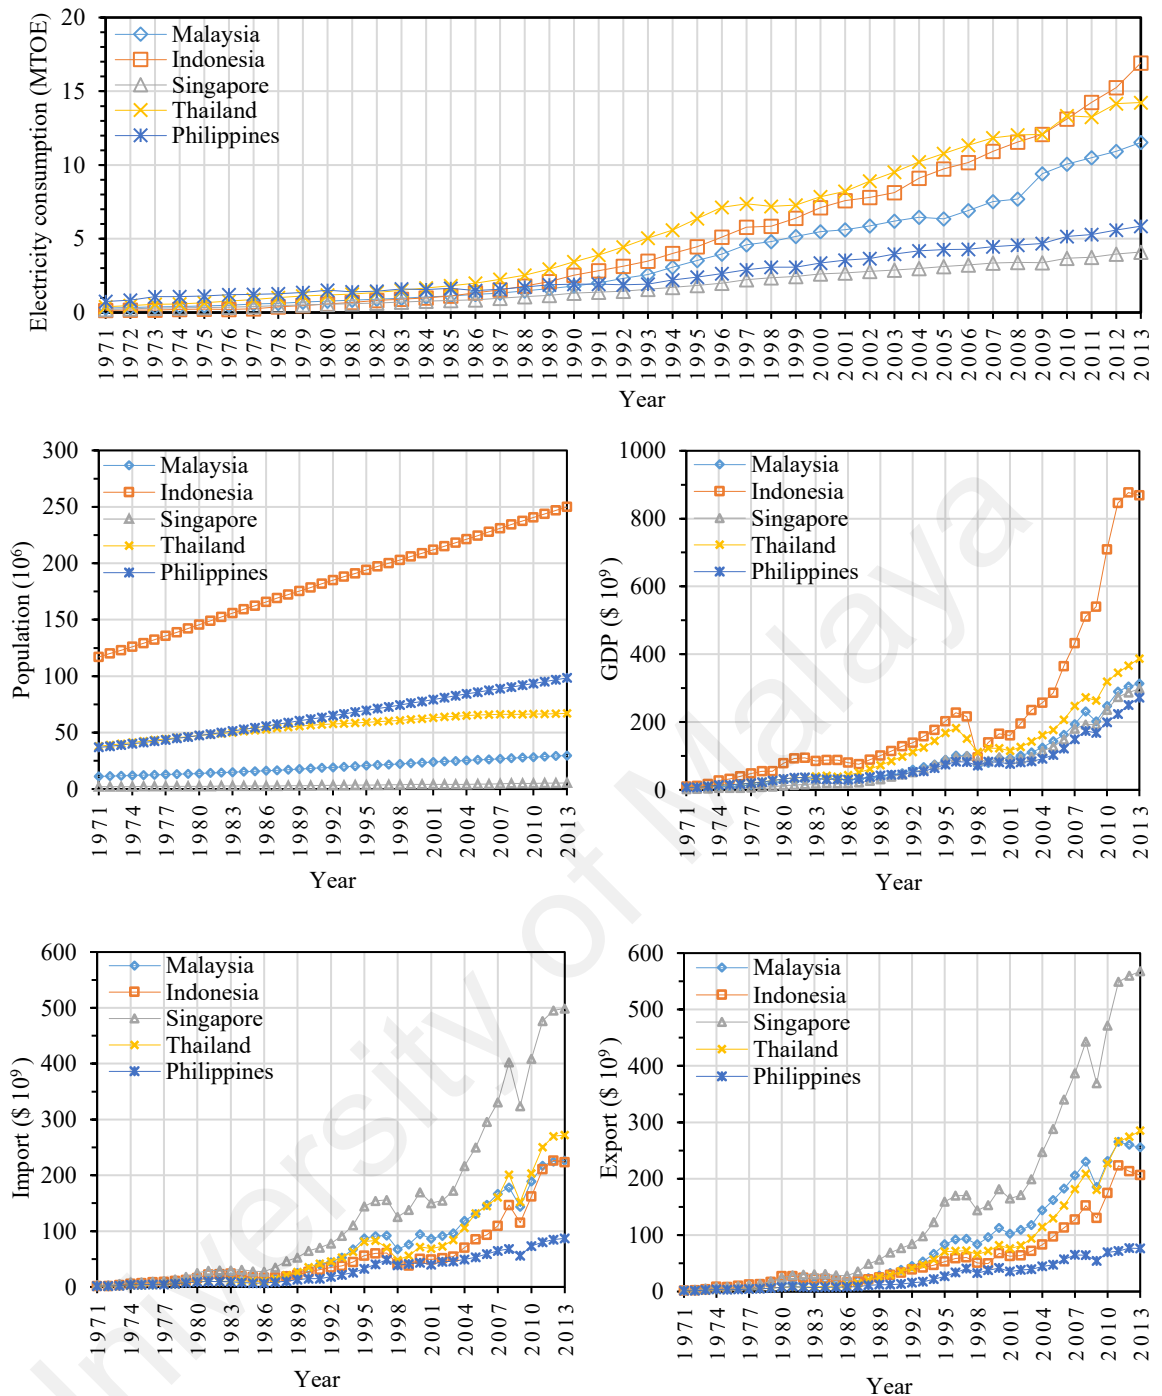 20
15
10
5
0
Electricity consumption (MTOE)
Malaysia
Indonesia
Singapore
Thailand
Philippines
1971 1972 1973 1974 1975 1976 1977 1978 1979 1980 1981 1982 1983 1984 1985 1986 1987 1988 1989 1990 1991 1992 1993 1994 1995 1996 1997 1998 1999 2000 2001 2002 2003 2004 2005 2006 2007 2008 2009 2010 2011 2012 2013
Year
300
250
200
150
100
50
0
Population (10⁶)
Malaysia
Indonesia
Singapore
Thailand
Philippines
1971 1974 1977 1980 1983 1986 1989 1992 1995 1998 2001 2004 2007 2010 2013
Year
1000
800
600
400
200
0
GDP ($ 10⁹)
Malaysia
Indonesia
Singapore
Thailand
Philippines
1971 1974 1977 1980 1983 1986 1989 1992 1995 1998 2001 2004 2007 2010 2013
Year
600
500
400
300
200
100
0
Import ($ 10⁹)
Malaysia
Indonesia
Singapore
Thailand
Philippines
1971 1974 1977 1980 1983 1986 1989 1992 1995 1998 2001 2004 2007 2010 2013
Year
600
500
400
300
200
100
0
Export ($ 10⁹)
Malaysia
Indonesia
Singapore
Thailand
Philippines
1971 1974 1977 1980 1983 1986 1989 1992 1995 1998 2001 2004 2007 2010 2013
Year
University of Malaya